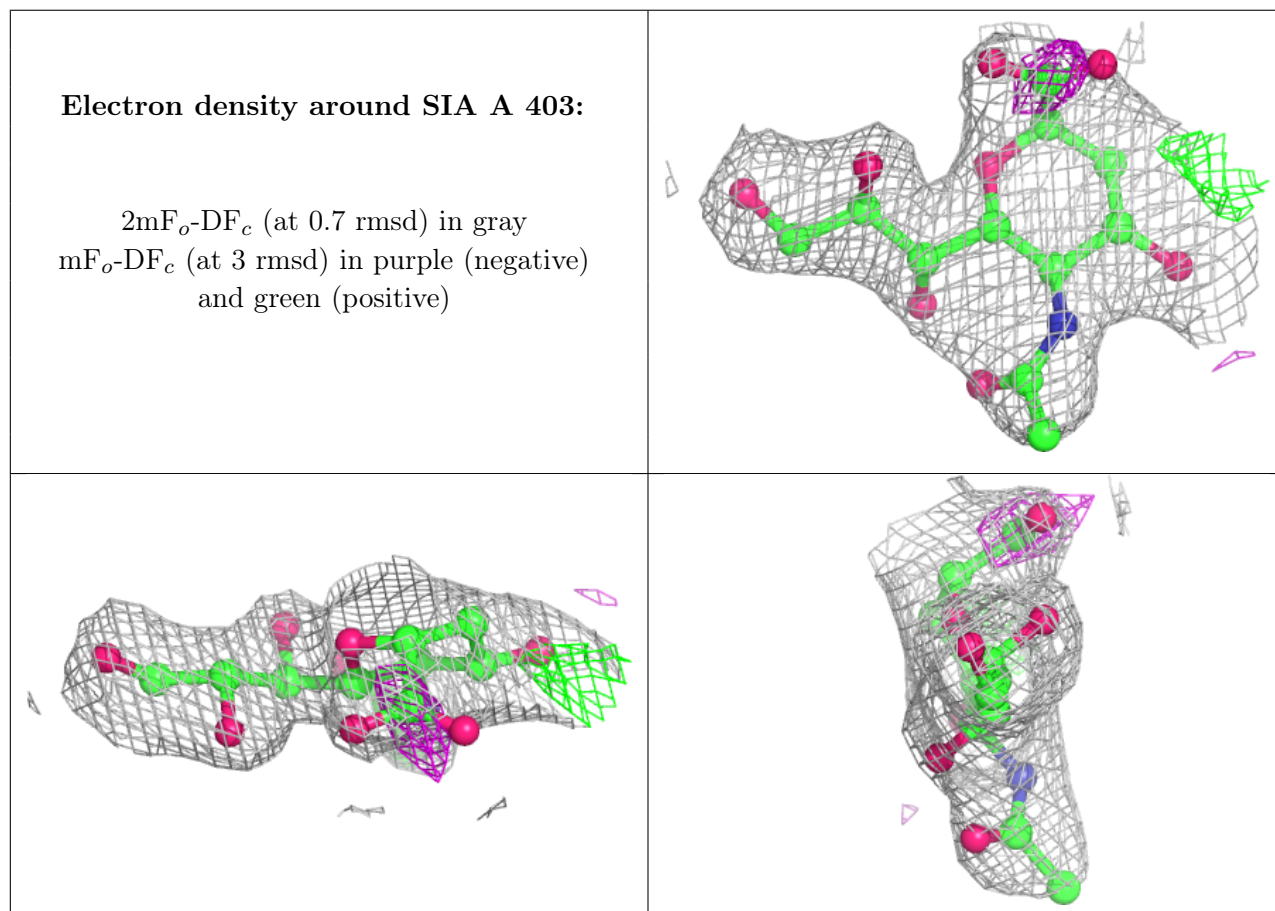 Electron density around SIA A 403:
2mFo-DFc (at 0.7 rmsd) in gray
mFo-DFc (at 3 rmsd) in purple (negative)
and green (positive)